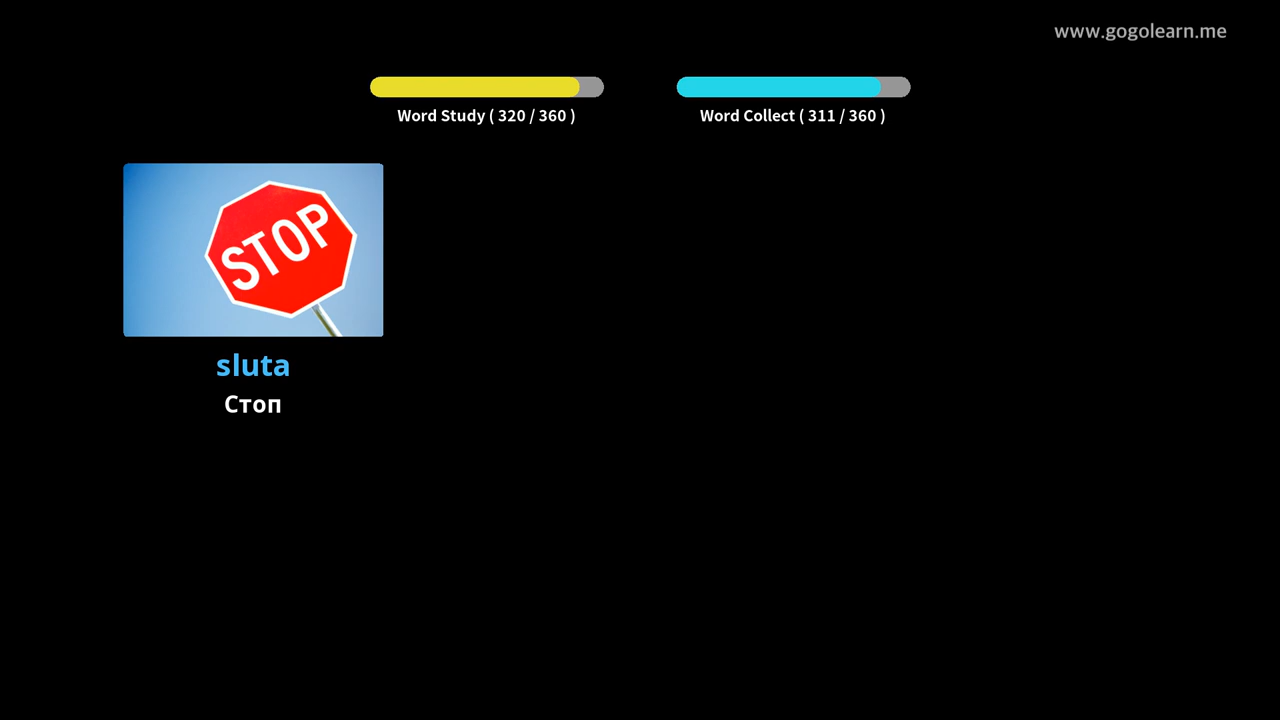 www.gogolearn.me
Word Study ( 320 / 360 )
Word Collect ( 311 / 360 )
STOP
sluta
Стоп